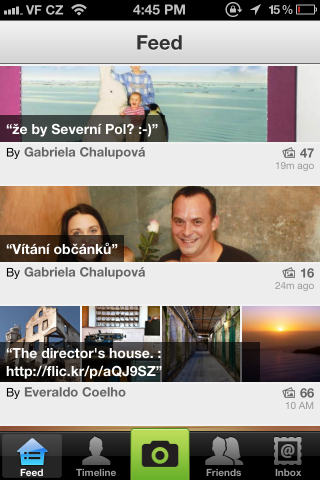 VF CZ 4:45 PM 15%
Feed
“že by Severní Pol? :-)”
By Gabriela Chalupová 47
19m ago
“Vítání občánků”
By Gabriela Chalupová 16
24m ago
“The director's house. :
http://flic.kr/p/aQJ9SZ”
By Everaldo Coelho 66
10 AM
Feed Timeline Friends Inbox